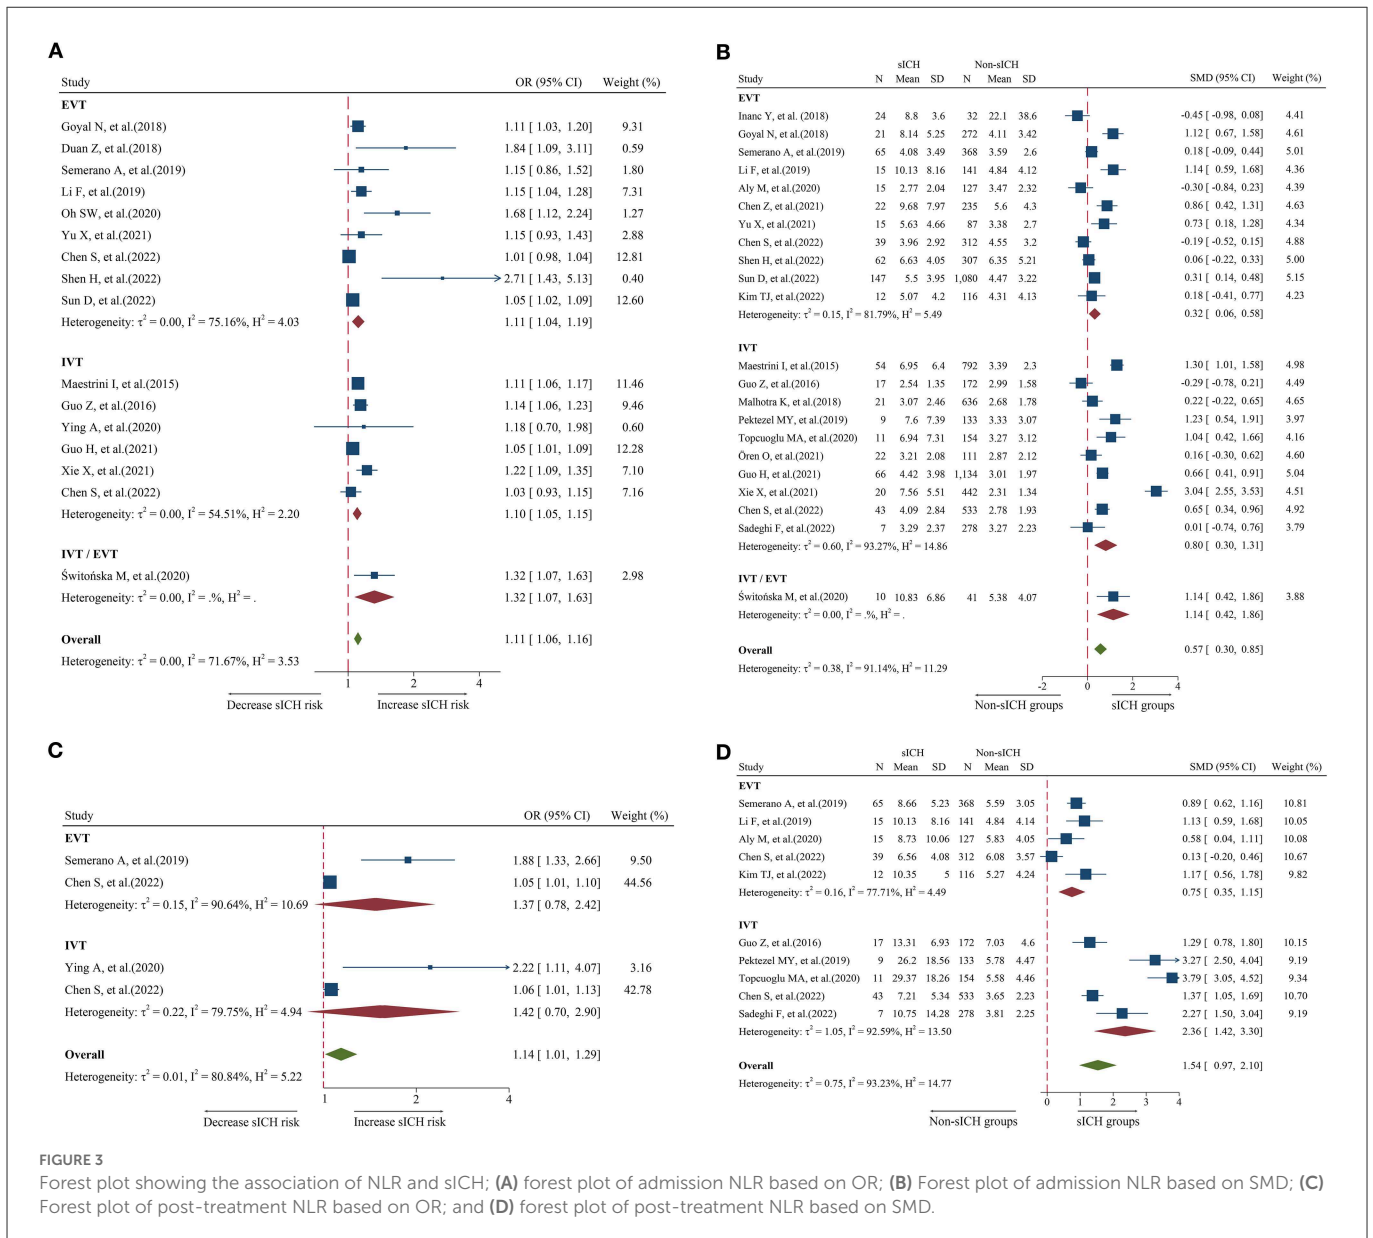 A
Study OR (95% CI) Weight (%)
EVT
Goyal N, et al.(2018) 1.11 [ 1.03, 1.20] 9.31
Duan Z, et al.(2018) 1.84 [ 1.09, 3.11] 0.59
Semerano A, et al.(2019) 1.15 [ 0.86, 1.52] 1.80
Li F, et al.(2019) 1.15 [ 1.04, 1.28] 7.31
Oh SW, et al.(2020) 1.68 [ 1.12, 2.24] 1.27
Yu X, et al.(2021) 1.15 [ 0.93, 1.43] 2.88
Chen S, et al.(2022) 1.01 [ 0.98, 1.04] 12.81
Shen H, et al.(2022) 2.71 [ 1.43, 5.13] 0.40
Sun D, et al.(2022) 1.05 [ 1.02, 1.09] 12.60
Heterogeneity: τ² = 0.00, I² = 75.16%, H² = 4.03 1.11 [ 1.04, 1.19]
IVT
Maestrini I, et al.(2015) 1.11 [ 1.06, 1.17] 11.46
Guo Z, et al.(2016) 1.14 [ 1.06, 1.23] 9.46
Ying A, et al.(2020) 1.18 [ 0.70, 1.98] 0.60
Guo H, et al.(2021) 1.05 [ 1.01, 1.09] 12.28
Xie X, et al.(2021) 1.22 [ 1.09, 1.35] 7.10
Chen S, et al.(2022) 1.03 [ 0.93, 1.15] 7.16
Heterogeneity: τ² = 0.00, I² = 54.51%, H² = 2.20 1.10 [ 1.05, 1.15]
IVT / EVT
Świtońska M, et al.(2020) 1.32 [ 1.07, 1.63] 2.98
Heterogeneity: τ² = 0.00, I² = .%, H² = . 1.32 [ 1.07, 1.63]
Overall 1.11 [ 1.06, 1.16]
Heterogeneity: τ² = 0.00, I² = 71.67%, H² = 3.53
1 2 4
Decrease sICH risk Increase sICH risk
B
sICH Non-sICH
Study N Mean SD N Mean SD SMD (95% CI) Weight (%)
EVT
Inanc Y, et al. (2018) 24 8.8 3.6 32 22.1 38.6 -0.45 [ -0.98, 0.08] 4.41
Goyal N, et al.(2018) 21 8.14 5.25 272 4.11 3.42 1.12 [ 0.67, 1.58] 4.61
Semerano A, et al.(2019) 65 4.08 3.49 368 3.59 2.6 0.18 [ -0.09, 0.44] 5.01
Li F, et al.(2019) 15 10.13 8.16 141 4.84 4.12 1.14 [ 0.59, 1.68] 4.36
Aly M, et al.(2020) 15 2.77 2.04 127 3.47 2.32 -0.30 [ -0.84, 0.23] 4.39
Chen Z, et al.(2021) 22 9.68 7.97 235 5.6 4.3 0.86 [ 0.42, 1.31] 4.63
Yu X, et al.(2021) 15 5.63 4.66 87 3.38 2.7 0.73 [ 0.18, 1.28] 4.34
Chen S, et al.(2022) 39 3.96 2.92 312 4.55 3.2 -0.19 [ -0.52, 0.15] 4.88
Shen H, et al.(2022) 62 6.63 4.05 307 6.35 5.21 0.06 [ -0.22, 0.33] 5.00
Sun D, et al.(2022) 147 5.5 3.95 1,080 4.47 3.22 0.31 [ 0.14, 0.48] 5.15
Kim TJ, et al.(2022) 12 5.07 4.2 116 4.31 4.13 0.18 [ -0.41, 0.77] 4.23
Heterogeneity: τ² = 0.15, I² = 81.79%, H² = 5.49 0.32 [ 0.06, 0.58]
IVT
Maestrini I, et al.(2015) 54 6.95 6.4 792 3.39 2.3 1.30 [ 1.01, 1.58] 4.98
Guo Z, et al.(2016) 17 2.54 1.35 172 2.99 1.58 -0.29 [ -0.78, 0.21] 4.49
Malhotra K, et al.(2018) 21 3.07 2.46 636 2.68 1.78 0.22 [ -0.22, 0.65] 4.65
Pektezel MY, et al.(2019) 9 7.6 7.39 133 3.33 3.07 1.23 [ 0.54, 1.91] 3.97
Topcuoglu MA, et al.(2020) 11 6.94 7.31 154 3.27 3.12 1.04 [ 0.42, 1.66] 4.16
Ören O, et al.(2021) 22 3.21 2.08 111 2.87 2.12 0.16 [ -0.30, 0.62] 4.60
Guo H, et al.(2021) 66 4.42 3.98 1,134 3.01 1.97 0.66 [ 0.41, 0.91] 5.04
Xie X, et al.(2021) 20 7.56 5.51 442 2.31 1.34 3.04 [ 2.55, 3.53] 4.51
Chen S, et al.(2022) 43 4.09 2.84 533 2.78 1.93 0.65 [ 0.34, 0.96] 4.92
Sadeghi F, et al.(2022) 7 3.29 2.37 278 3.27 2.23 0.01 [ -0.74, 0.76] 3.79
Heterogeneity: τ² = 0.60, I² = 93.27%, H² = 14.86 0.80 [ 0.30, 1.31]
IVT / EVT
Świtońska M, et al.(2020) 10 10.83 6.86 41 5.38 4.07 1.14 [ 0.42, 1.86] 3.88
Heterogeneity: τ² = 0.00, I² = .%, H² = . 1.14 [ 0.42, 1.86]
Overall 0.57 [ 0.30, 0.85]
Heterogeneity: τ² = 0.38, I² = 91.14%, H² = 11.29
-2 0 2 4
Non-sICH groups sICH groups
C
Study OR (95% CI) Weight (%)
EVT
Semerano A, et al.(2019) 1.88 [ 1.33, 2.66] 9.50
Chen S, et al.(2022) 1.05 [ 1.01, 1.10] 44.56
Heterogeneity: τ² = 0.15, I² = 90.64%, H² = 10.69 1.37 [ 0.78, 2.42]
IVT
Ying A, et al.(2020) 2.22 [ 1.11, 4.07] 3.16
Chen S, et al.(2022) 1.06 [ 1.01, 1.13] 42.78
Heterogeneity: τ² = 0.22, I² = 79.75%, H² = 4.94 1.42 [ 0.70, 2.90]
Overall 1.14 [ 1.01, 1.29]
Heterogeneity: τ² = 0.01, I² = 80.84%, H² = 5.22
1 2 4
Decrease sICH risk Increase sICH risk
D
sICH Non-sICH
Study N Mean SD N Mean SD SMD (95% CI) Weight (%)
EVT
Semerano A, et al.(2019) 65 8.66 5.23 368 5.59 3.05 0.89 [ 0.62, 1.16] 10.81
Li F, et al.(2019) 15 10.13 8.16 141 4.84 4.14 1.13 [ 0.59, 1.68] 10.05
Aly M, et al.(2020) 15 8.73 10.06 127 5.83 4.05 0.58 [ 0.04, 1.11] 10.08
Chen S, et al.(2022) 39 6.56 4.08 312 6.08 3.57 0.13 [ -0.20, 0.46] 10.67
Kim TJ, et al.(2022) 12 10.35 5 116 5.27 4.24 1.17 [ 0.56, 1.78] 9.82
Heterogeneity: τ² = 0.16, I² = 77.71%, H² = 4.49 0.75 [ 0.35, 1.15]
IVT
Guo Z, et al.(2016) 17 13.31 6.93 172 7.03 4.6 1.29 [ 0.78, 1.80] 10.15
Pektezel MY, et al.(2019) 9 26.2 18.56 133 5.78 4.47 3.27 [ 2.50, 4.04] 9.19
Topcuoglu MA, et al.(2020) 11 29.37 18.26 154 5.58 4.46 3.79 [ 3.05, 4.52] 9.34
Chen S, et al.(2022) 43 7.21 5.34 533 3.65 2.23 1.37 [ 1.05, 1.69] 10.70
Sadeghi F, et al.(2022) 7 10.75 14.28 278 3.81 2.25 2.27 [ 1.50, 3.04] 9.19
Heterogeneity: τ² = 1.05, I² = 92.59%, H² = 13.50 2.36 [ 1.42, 3.30]
Overall 1.54 [ 0.97, 2.10]
Heterogeneity: τ² = 0.75, I² = 93.23%, H² = 14.77
0 1 2 3 4
Non-sICH groups sICH groups
FIGURE 3
Forest plot showing the association of NLR and sICH; (A) forest plot of admission NLR based on OR; (B) Forest plot of admission NLR based on SMD; (C)
Forest plot of post-treatment NLR based on OR; and (D) forest plot of post-treatment NLR based on SMD.